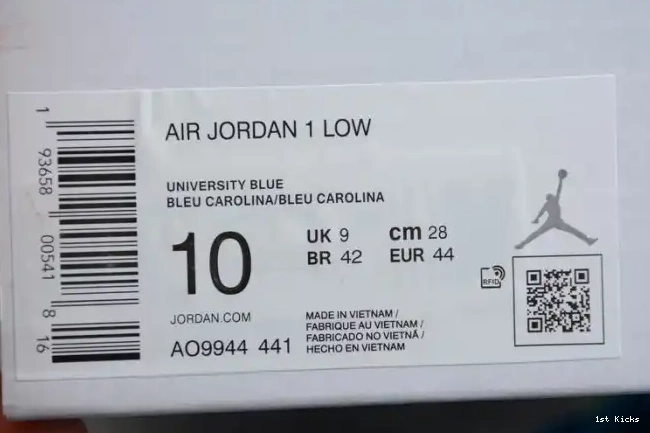 1 93658 00541 8 16
AIR JORDAN 1 LOW
UNIVERSITY BLUE
BLEU CAROLINA/BLEU CAROLINA
10
UK 9 cm 28
BR 42 EUR 44
RFID
JORDAN.COM
AO9944 441
MADE IN VIETNAM /
FABRIQUE AU VIETNAM /
FABRICADO NO VIETNÃ /
HECHO EN VIETNAM
1st Kicks